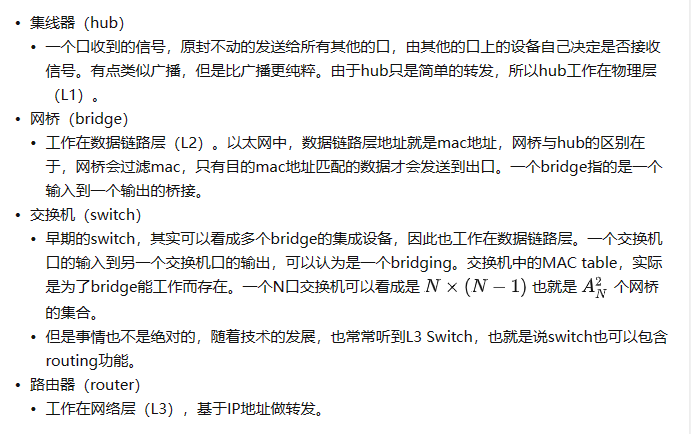 • 集线器（hub）
• 一个口收到的信号，原封不动的发送给所有其他的口，由其他的口上的设备自己决定是否接收
信号。有点类似广播，但是比广播更纯粹。由于hub只是简单的转发，所以hub工作在物理层
（L1）。
• 网桥（bridge）
• 工作在数据链路层（L2）。以太网中，数据链路层地址就是mac地址，网桥与hub的区别在
于，网桥会过滤mac，只有目的mac地址匹配的数据才会发送到出口。一个bridge指的是一个
输入到一个输出的桥接。
• 交换机（switch）
• 早期的switch，其实可以看成多个bridge的集成设备，因此也工作在数据链路层。一个交换机
口的输入到另一个交换机口的输出，可以认为是一个bridging。交换机中的MAC table，实际
是为了bridge能工作而存在。一个N口交换机可以看成是 N × (N − 1) 也就是 A_N^2 个网桥
的集合。
• 但是事情也不是绝对的，随着技术的发展，也常常听到L3 Switch，也就是说switch也可以包含
routing功能。
• 路由器（router）
• 工作在网络层（L3），基于IP地址做转发。